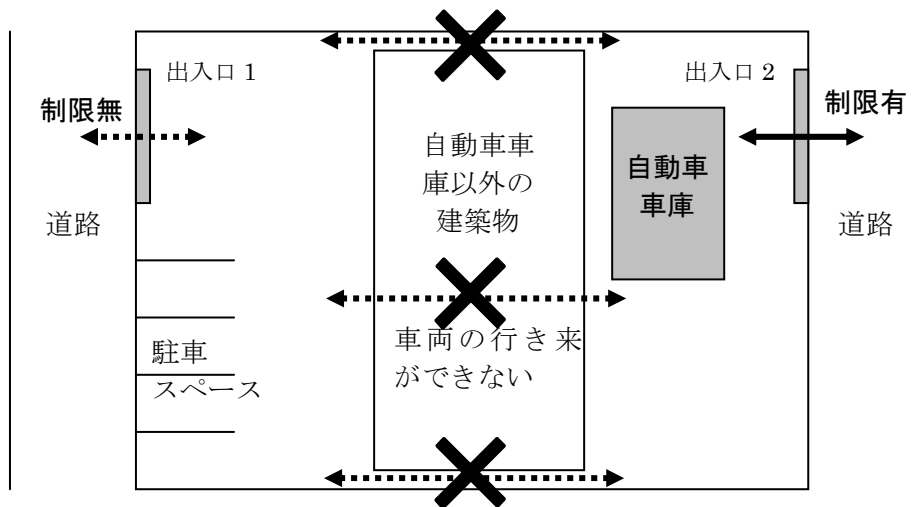 出入口 1
出入口 2
制限無
制限有
自動車車
庫以外の
建築物
自動車
車庫
道路
道路
車両の行き来
ができない
駐車
スペース